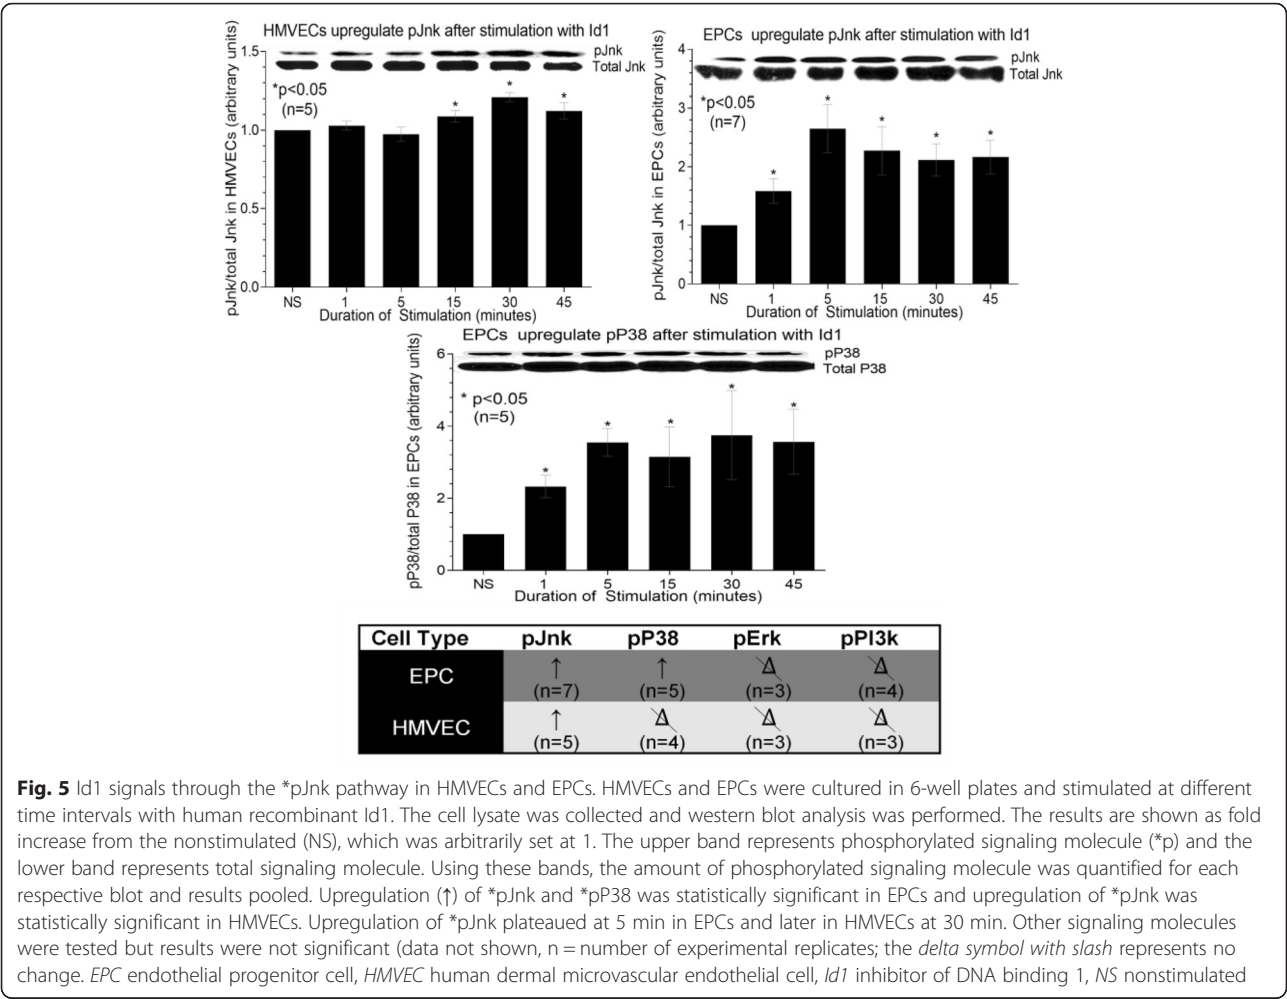 HMVECs upregulate pJnk after stimulation with Id1
pJnk/total Jnk in HMVECs (arbitrary units)
1.5
1.0
0.5
0.0
pJnk
Total Jnk
*p<0.05
(n=5)
*
*
*
NS 1 5 15 30 45
Duration of Stimulation (minutes)
EPCs upregulate pJnk after stimulation with Id1
pJnk/total Jnk in EPCs (arbitrary units)
4
3
2
1
0
pJnk
Total Jnk
*p<0.05
(n=7)
*
*
*
*
*
NS 1 5 15 30 45
Duration of Stimulation (minutes)
EPCs upregulate pP38 after stimulation with Id1
pP38/total P38 in EPCs (arbitrary units)
6
4
2
0
pP38
Total P38
* p<0.05
(n=5)
*
*
*
*
*
NS 1 5 15 30 45
Duration of Stimulation (minutes)
Cell Type pJnk pP38 pErk pPI3k
EPC ↑ ↑ Δ Δ
(n=7) (n=5) (n=3) (n=4)
HMVEC ↑ Δ Δ Δ
(n=5) (n=4) (n=3) (n=3)
Fig. 5 Id1 signals through the *pJnk pathway in HMVECs and EPCs. HMVECs and EPCs were cultured in 6-well plates and stimulated at different
time intervals with human recombinant Id1. The cell lysate was collected and western blot analysis was performed. The results are shown as fold
increase from the nonstimulated (NS), which was arbitrarily set at 1. The upper band represents phosphorylated signaling molecule (*p) and the
lower band represents total signaling molecule. Using these bands, the amount of phosphorylated signaling molecule was quantified for each
respective blot and results pooled. Upregulation (↑) of *pJnk and *pP38 was statistically significant in EPCs and upregulation of *pJnk was
statistically significant in HMVECs. Upregulation of *pJnk plateaued at 5 min in EPCs and later in HMVECs at 30 min. Other signaling molecules
were tested but results were not significant (data not shown, n = number of experimental replicates; the delta symbol with slash represents no
change. EPC endothelial progenitor cell, HMVEC human dermal microvascular endothelial cell, Id1 inhibitor of DNA binding 1, NS nonstimulated